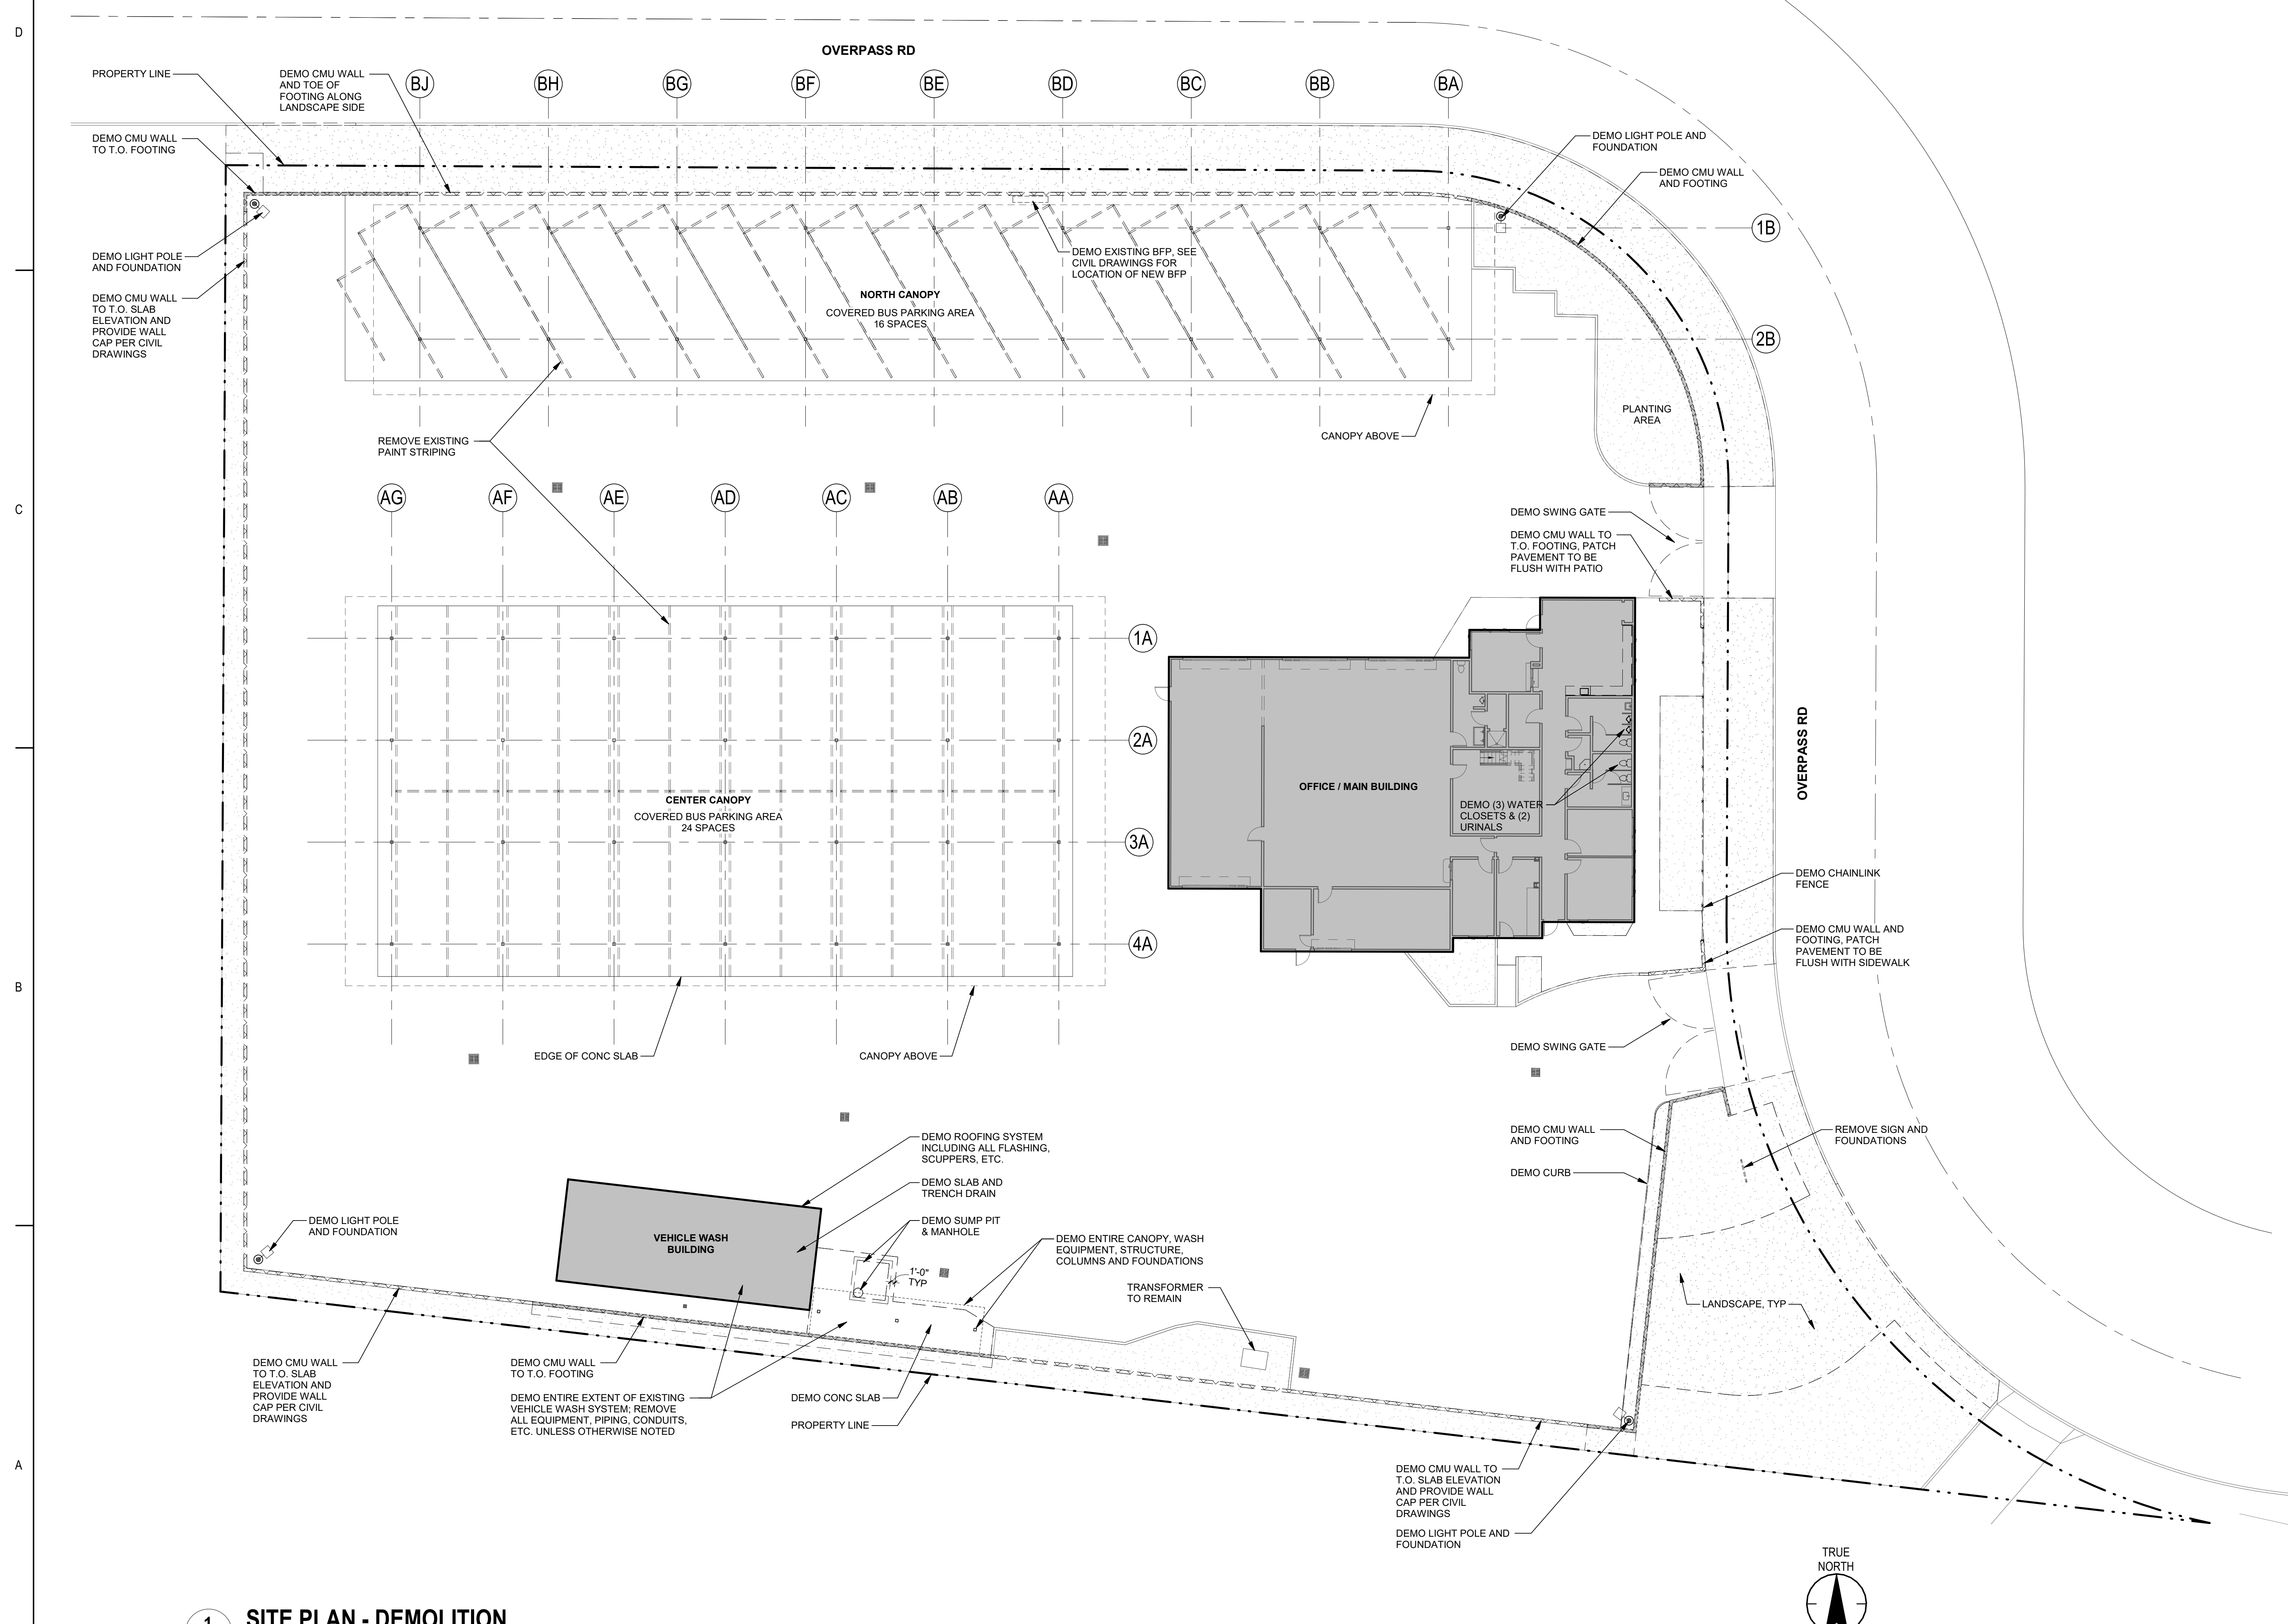 D
OVERPASS RD
PROPERTY LINE
DEMO CMU WALL
AND TOE OF
FOOTING ALONG
LANDSCAPE SIDE
BJ
BH
BG
BF
BE
BD
BC
BB
BA
DEMO CMU WALL
TO T.O. FOOTING
DEMO LIGHT POLE AND
FOUNDATION
DEMO CMU WALL
AND FOOTING
1B
DEMO LIGHT POLE
AND FOUNDATION
DEMO EXISTING BFP, SEE
CIVIL DRAWINGS FOR
LOCATION OF NEW BFP
DEMO CMU WALL
TO T.O. SLAB
ELEVATION AND
PROVIDE WALL
CAP PER CIVIL
DRAWINGS
NORTH CANOPY
COVERED BUS PARKING AREA
16 SPACES
2B
PLANTING
AREA
CANOPY ABOVE
REMOVE EXISTING
PAINT STRIPING
C
AG
AF
AE
AD
AC
AB
AA
DEMO SWING GATE
DEMO CMU WALL TO
T.O. FOOTING, PATCH
PAVEMENT TO BE
FLUSH WITH PATIO
1A
2A
OVERPASS RD
CENTER CANOPY
COVERED BUS PARKING AREA
24 SPACES
OFFICE / MAIN BUILDING
DEMO (3) WATER
CLOSETS & (2)
URINALS
3A
DEMO CHAINLINK
FENCE
4A
DEMO CMU WALL AND
FOOTING, PATCH
PAVEMENT TO BE
FLUSH WITH SIDEWALK
B
EDGE OF CONC SLAB
CANOPY ABOVE
DEMO SWING GATE
DEMO ROOFING SYSTEM
INCLUDING ALL FLASHING,
SCUPPERS, ETC.
DEMO CMU WALL
AND FOOTING
REMOVE SIGN AND
FOUNDATIONS
DEMO CURB
DEMO SLAB AND
TRENCH DRAIN
DEMO LIGHT POLE
AND FOUNDATION
DEMO SUMP PIT
& MANHOLE
VEHICLE WASH
BUILDING
DEMO ENTIRE CANOPY, WASH
EQUIPMENT, STRUCTURE,
COLUMNS AND FOUNDATIONS
1'-0"
TYP
TRANSFORMER
TO REMAIN
LANDSCAPE, TYP
DEMO CMU WALL
TO T.O. SLAB
ELEVATION AND
PROVIDE WALL
CAP PER CIVIL
DRAWINGS
DEMO CMU WALL
TO T.O. FOOTING
DEMO ENTIRE EXTENT OF EXISTING
VEHICLE WASH SYSTEM; REMOVE
ALL EQUIPMENT, PIPING, CONDUITS,
ETC. UNLESS OTHERWISE NOTED
DEMO CONC SLAB
PROPERTY LINE
A
DEMO CMU WALL TO
T.O. SLAB ELEVATION
AND PROVIDE WALL
CAP PER CIVIL
DRAWINGS
DEMO LIGHT POLE AND
FOUNDATION
TRUE
NORTH
1
SITE PLAN - DEMOLITION